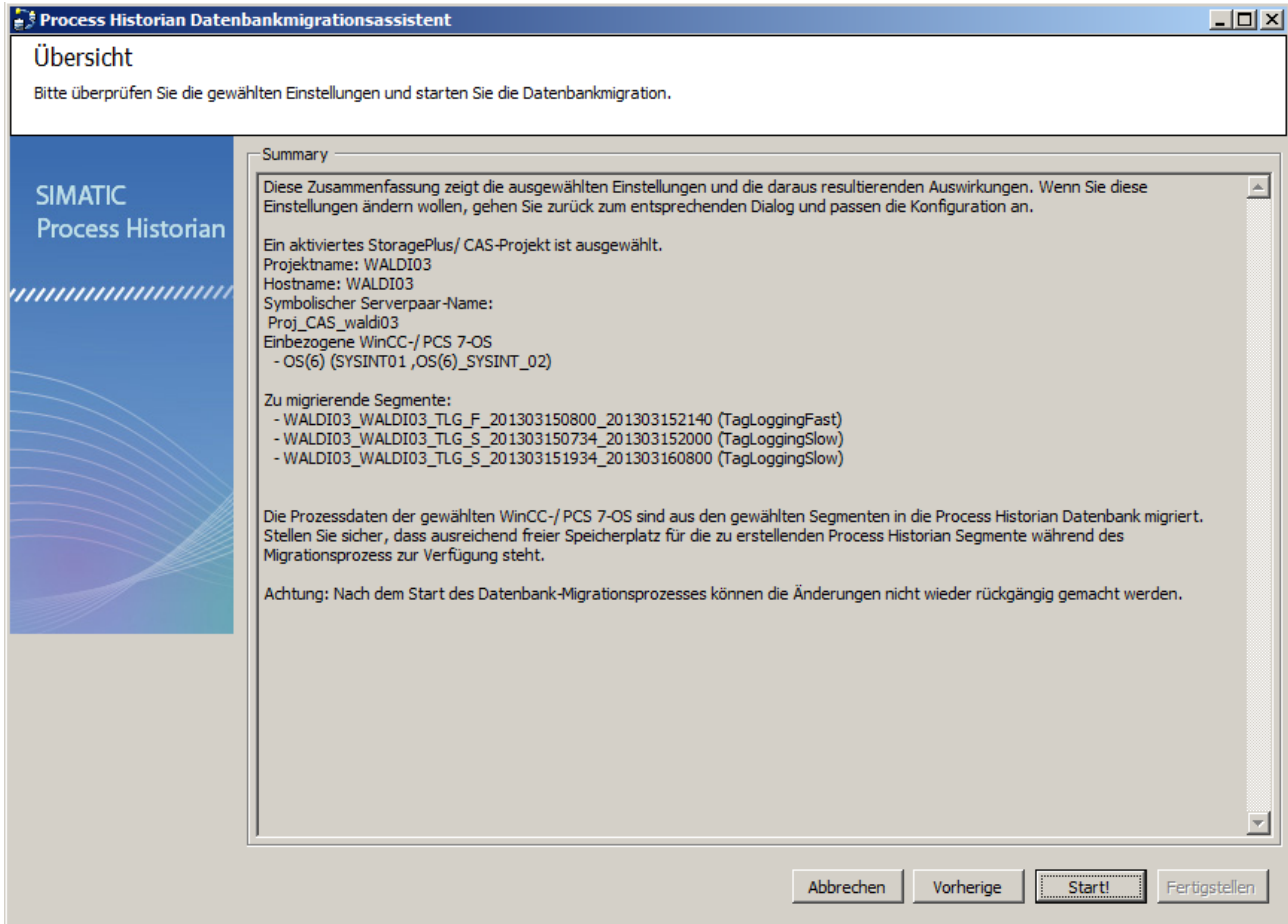 Process Historian Datenbankmigrationsassistent
Übersicht
Bitte überprüfen Sie die gewählten Einstellungen und starten Sie die Datenbankmigration.
SIMATIC
Process Historian
Summary
Diese Zusammenfassung zeigt die ausgewählten Einstellungen und die daraus resultierenden Auswirkungen. Wenn Sie diese
Einstellungen ändern wollen, gehen Sie zurück zum entsprechenden Dialog und passen die Konfiguration an.
Ein aktiviertes StoragePlus/ CAS-Projekt ist ausgewählt.
Projektname: WALDI03
Hostname: WALDI03
Symbolischer Serverpaar-Name:
Proj_CAS_waldi03
Einbezogene WinCC-/ PCS 7-OS
- OS(6) (SYSINT01 ,OS(6)_SYSINT_02)
Zu migrierende Segmente:
- WALDI03_WALDI03_TLG_F_201303150800_201303152140 (TagLoggingFast)
- WALDI03_WALDI03_TLG_S_201303150734_201303152000 (TagLoggingSlow)
- WALDI03_WALDI03_TLG_S_201303151934_201303160800 (TagLoggingSlow)
Die Prozessdaten der gewählten WinCC-/ PCS 7-OS sind aus den gewählten Segmenten in die Process Historian Datenbank migriert.
Stellen Sie sicher, dass ausreichend freier Speicherplatz für die zu erstellenden Process Historian Segmente während des
Migrationsprozess zur Verfügung steht.
Achtung: Nach dem Start des Datenbank-Migrationsprozesses können die Änderungen nicht wieder rückgängig gemacht werden.
Abbrechen
Vorherige
Start!
Fertigstellen